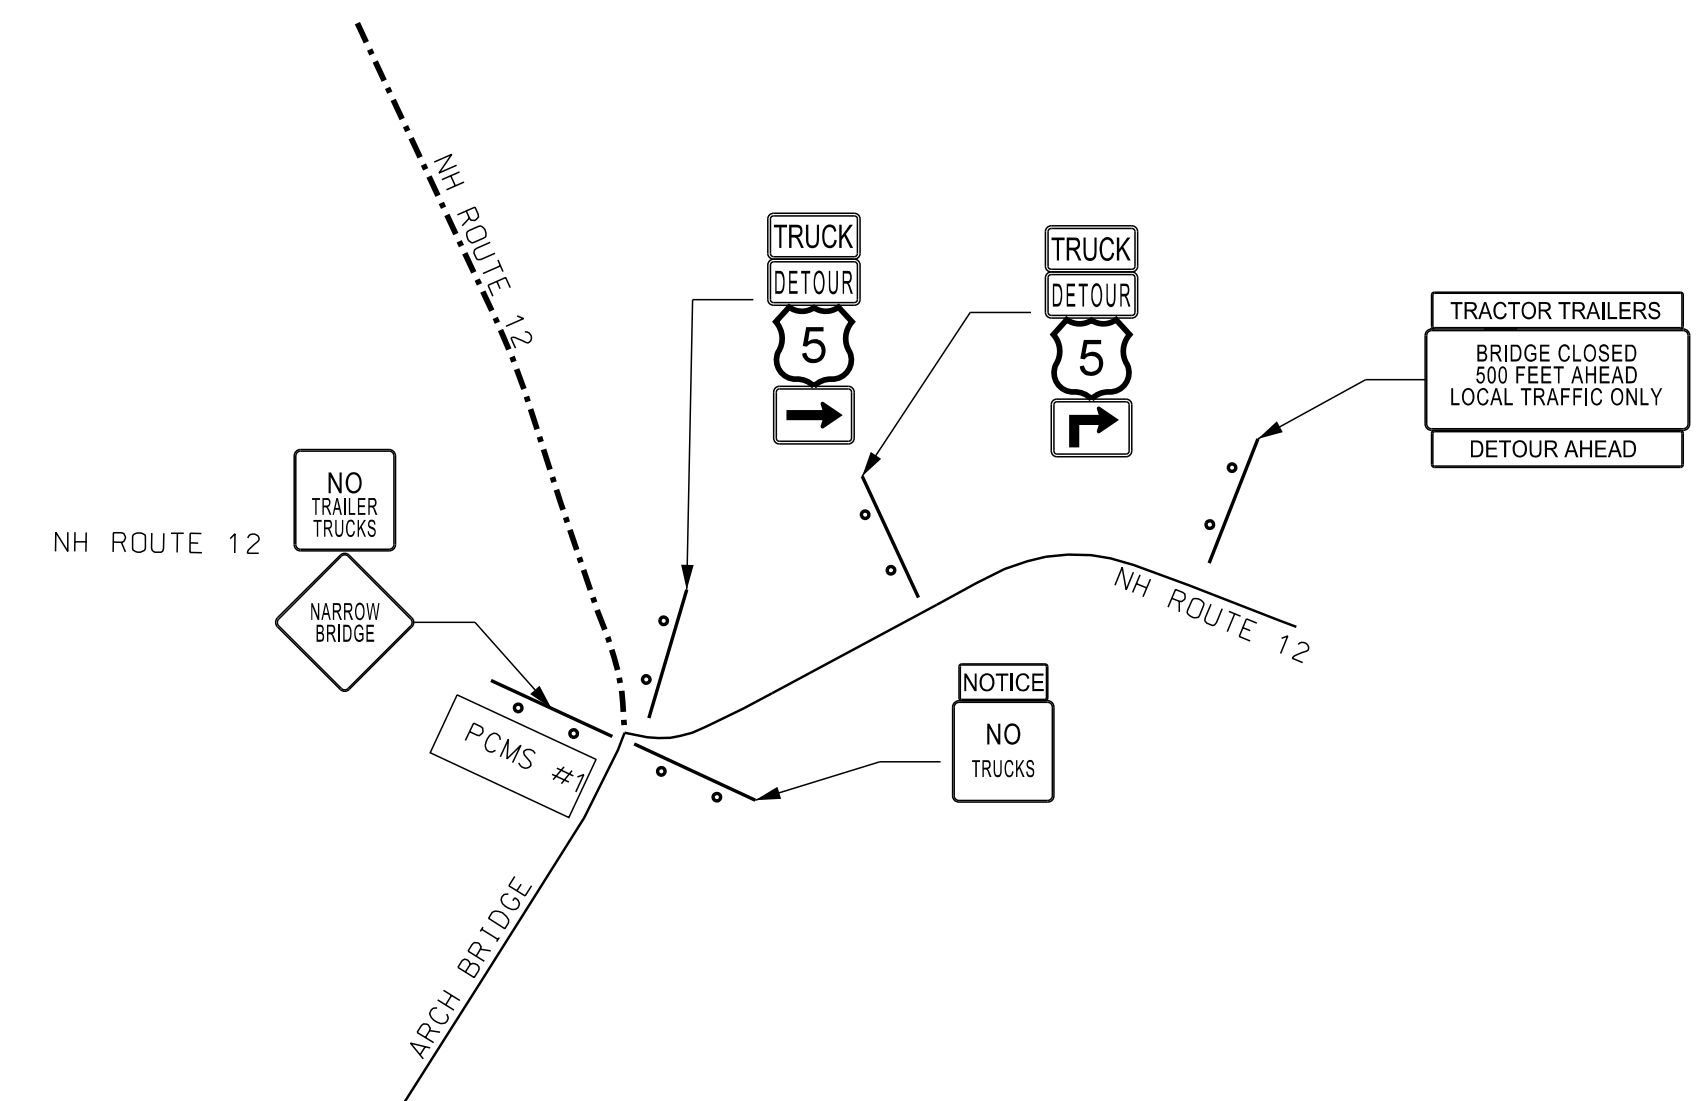 NH ROUTE 12
TRUCK
DETOUR
5
TRUCK
DETOUR
5
TRACTOR TRAILERS
BRIDGE CLOSED
500 FEET AHEAD
LOCAL TRAFFIC ONLY
DETOUR AHEAD
NO
TRAILER
TRUCKS
NH ROUTE 12
NARROW
BRIDGE
NH ROUTE 12
PCMS #1
NOTICE
NO
TRUCKS
ARCH BRIDGE